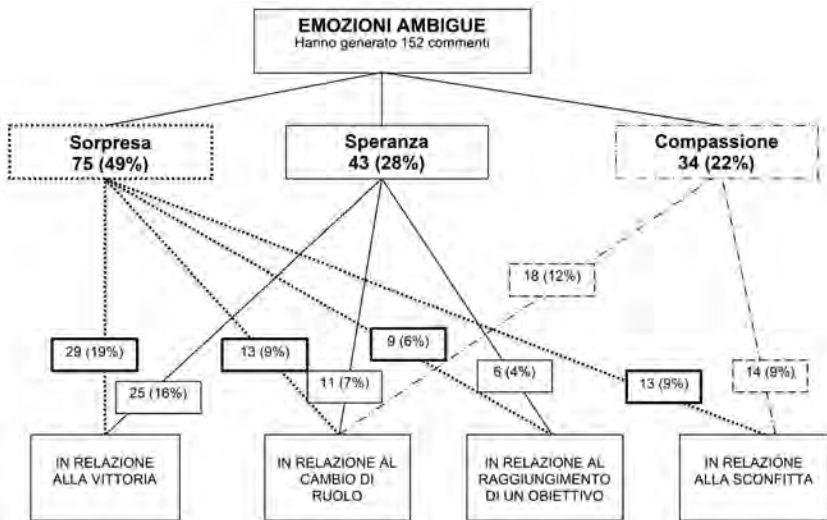 EMOZIONI AMBIGUE
Hanno generato 152 commenti
Sorpresa
75 (49%)
Speranza
43 (28%)
Compassione
34 (22%)
18 (12%)
29 (19%)
13 (9%)
9 (6%)
25 (16%)
11 (7%)
6 (4%)
13 (9%)
14 (9%)
IN RELAZIONE
ALLA VITTORIA
IN RELAZIONE AL
CAMBIO DI
RUOLO
IN RELAZIONE AL
RAGGIUNGIMENTO
DI UN OBIETTIVO
IN RELAZIONE
ALLA SCONFITTA